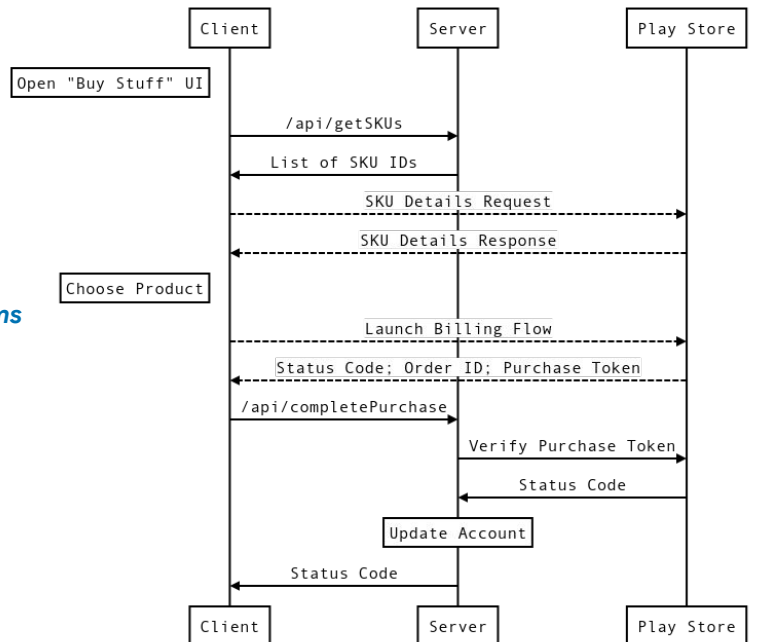 Client
Server
Play Store
Open "Buy Stuff" UI
/api/getSKUs
List of SKU IDs
SKU Details Request
SKU Details Response
Choose Product
ns
Launch Billing Flow
Status Code; Order ID; Purchase Token
/api/completePurchase
Verify Purchase Token
Status Code
Update Account
Status Code
Client
Server
Play Store